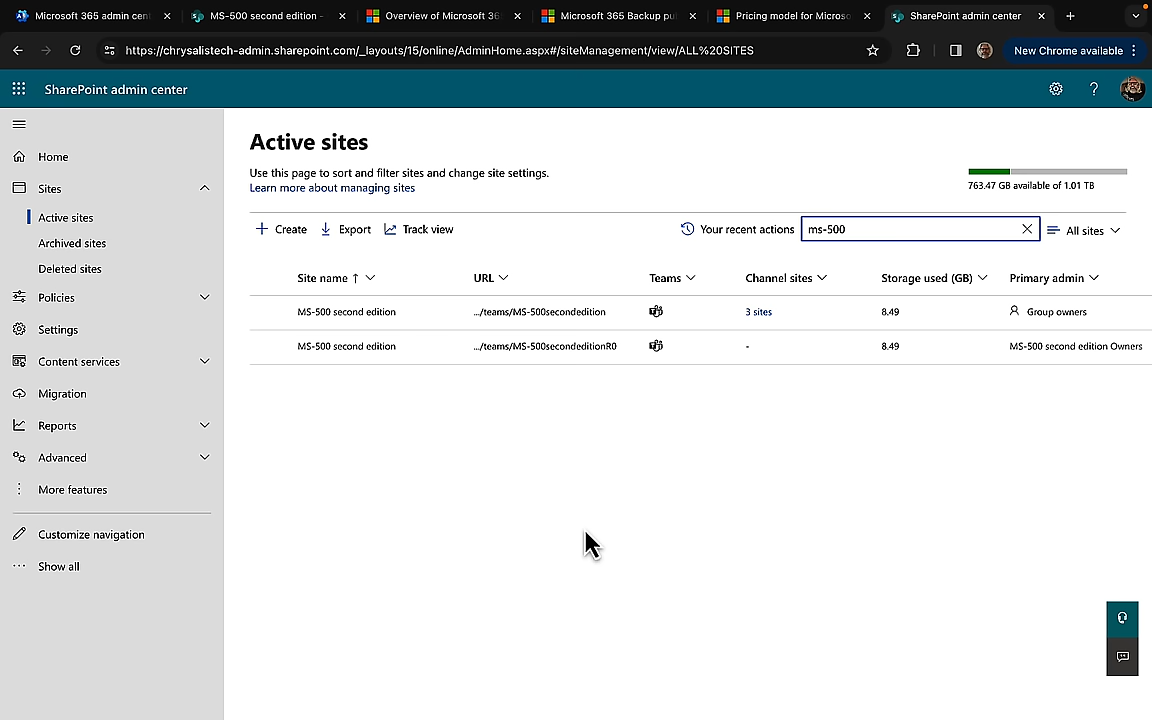 Microsoft 365 admin cen
MS-500 second edition -
Overview of Microsoft 36
Microsoft 365 Backup pu
Pricing model for Micros
SharePoint admin center
https://chrysalistech-admin.sharepoint.com/_layouts/15/online/AdminHome.aspx#/siteManagement/view/ALL%20SITES
New Chrome available
SharePoint admin center
Home
Sites
Active sites
Archived sites
Deleted sites
Policies
Settings
Content services
Migration
Reports
Advanced
More features
Customize navigation
Show all
Active sites
Use this page to sort and filter sites and change site settings.
Learn more about managing sites
763.47 GB available of 1.01 TB
Create Export Track view Your recent actions ms-500 All sites
Site name ↑ URL Teams Channel sites Storage used (GB) Primary admin
MS-500 second edition .../teams/MS-500secondedition 3 sites 8.49 Group owners
MS-500 second edition .../teams/MS-500secondeditionR0 - 8.49 MS-500 second edition Owners